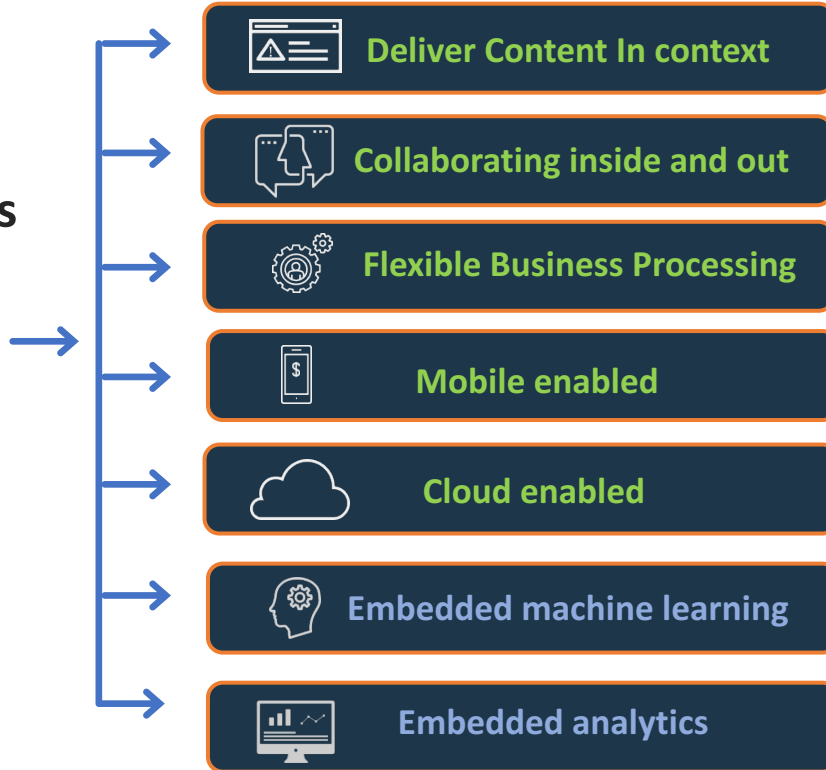 Deliver Content In context
Collaborating inside and out
s
Flexible Business Processing
$
Mobile enabled
Cloud enabled
Embedded machine learning
Embedded analytics